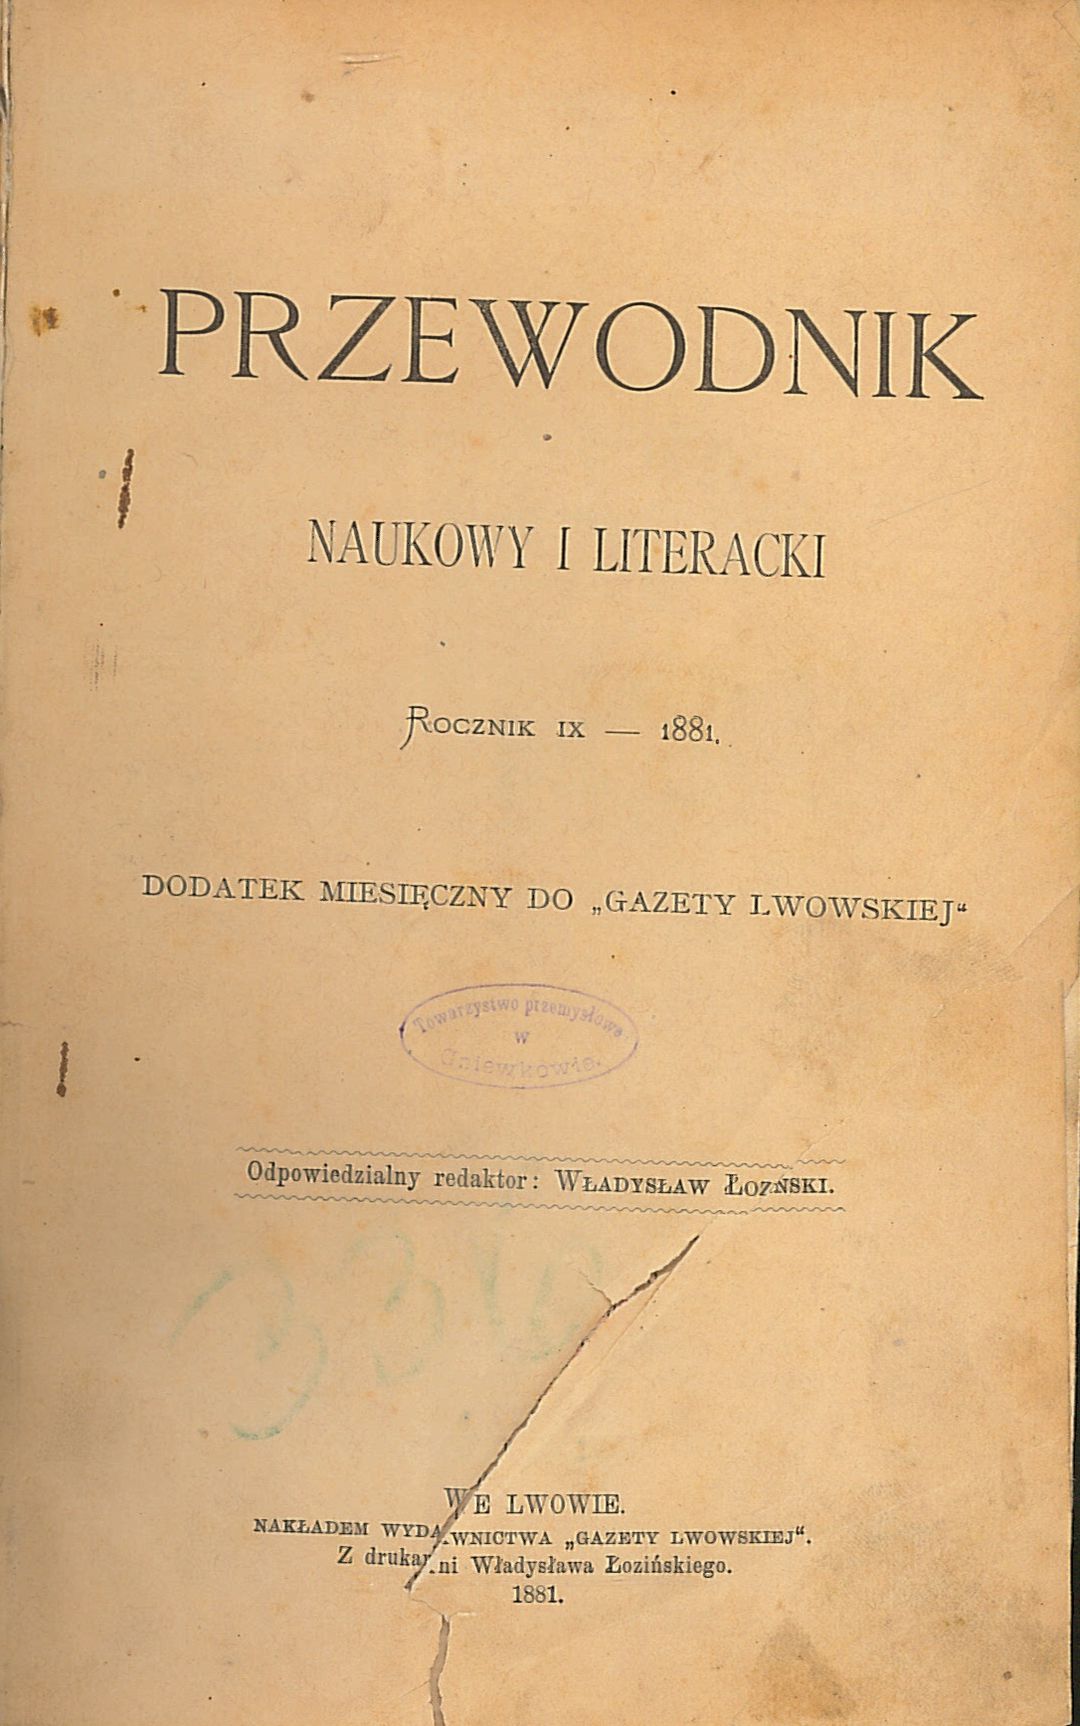 PRZEWODNIK
NAUKOWY I LITERACKI
ROCZNIK IX — 1881.
DODATEK MIESIĘCZNY DO „GAZETY LWOWSKIEJ“
Towarzystwo przemysłowe
w
Gniewkowie.
Odpowiedzialny redaktor: WŁADYSŁAW ŁOZIŃSKI.
WE LWOWIE.
NAKŁADEM WYDAWNICTWA „GAZETY LWOWSKIEJ“.
Z drukarni Władysława Łozińskiego.
1881.